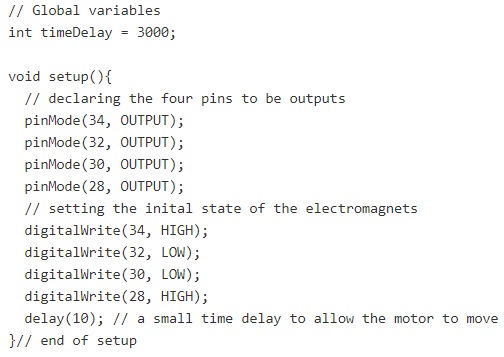 // Global variables
int timeDelay = 3000;

void setup(){
  // declaring the four pins to be outputs
  pinMode(34, OUTPUT);
  pinMode(32, OUTPUT);
  pinMode(30, OUTPUT);
  pinMode(28, OUTPUT);
  // setting the inital state of the electromagnets
  digitalWrite(34, HIGH);
  digitalWrite(32, LOW);
  digitalWrite(30, LOW);
  digitalWrite(28, HIGH);
  delay(10); // a small time delay to allow the motor to move
}// end of setup